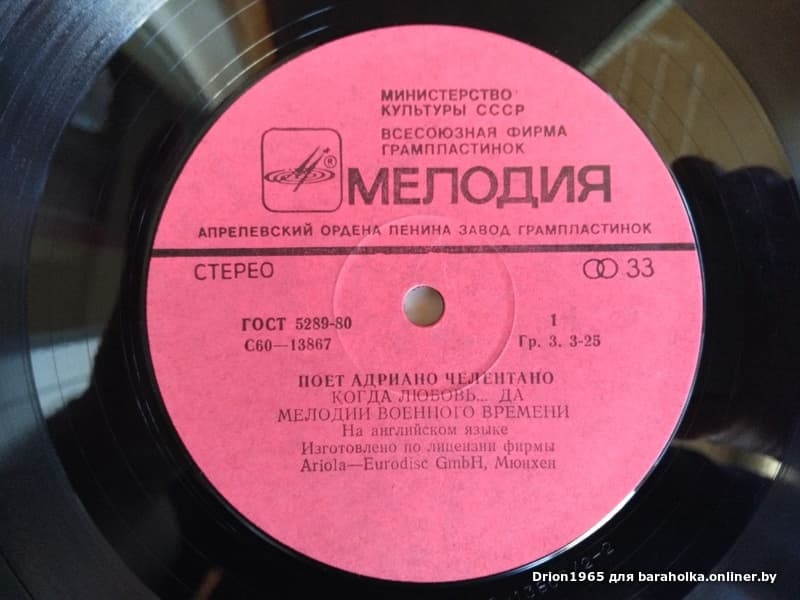 МИНИСТЕРСТВО
КУЛЬТУРЫ СССР
ВСЕСОЮЗНАЯ ФИРМА
ГРАМПЛАСТИНОК
®
МЕЛОДИЯ
АПРЕЛЕВСКИЙ ОРДЕНА ЛЕНИНА ЗАВОД ГРАМПЛАСТИНОК
СТЕРЕО
33
ГОСТ 5289-80
1
С60—13867
Гр. 3. 3-25
ПОЕТ АДРИАНО ЧЕЛЕНТАНО
КОГДА ЛЮБОВЬ... ДА
МЕЛОДИИ ВОЕННОГО ВРЕМЕНИ
На английском языке
Изготовлено по лицензии фирмы
Ariola—Eurodisc GmbH, Мюнхен
Drion1965 для baraholka.onliner.by